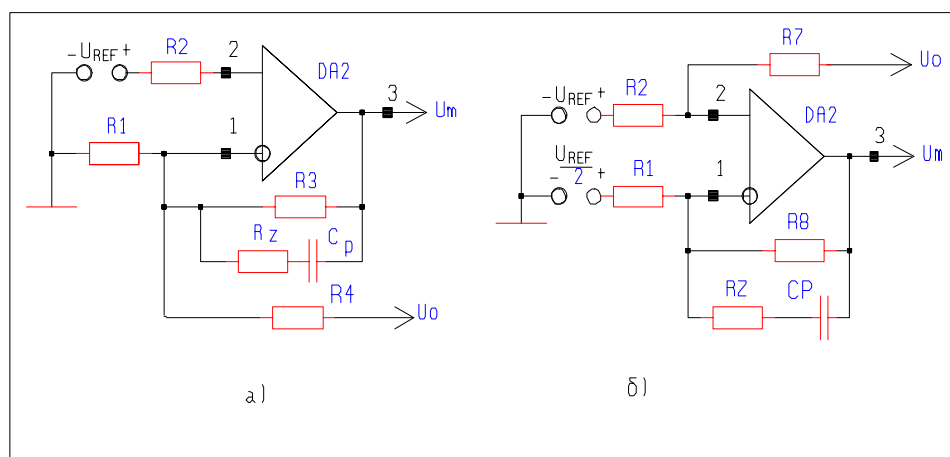 -UREF+
R2
2
DA2
3
Um
R1
1
R3
Rz
Cp
R4
Uo
а)
R7
Uo
-UREF+
R2
2
DA2
3
Um
UREF
- 2 +
R1
1
R8
RZ
CP
б)